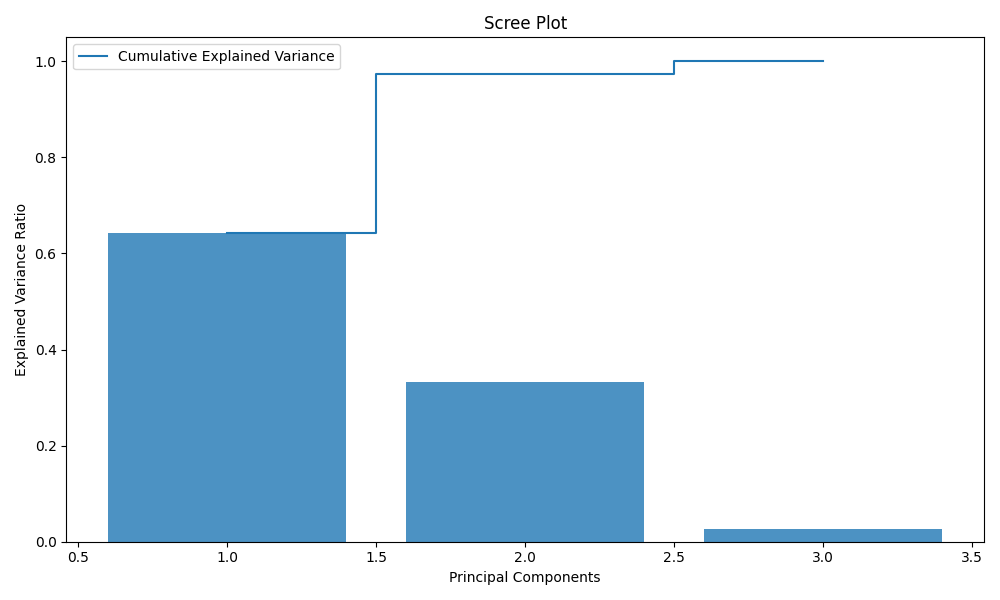 Scree Plot
Cumulative Explained Variance
Explained Variance Ratio
1.0
0.8
0.6
0.4
0.2
0.0
0.5 1.0 1.5 2.0 2.5 3.0 3.5
Principal Components